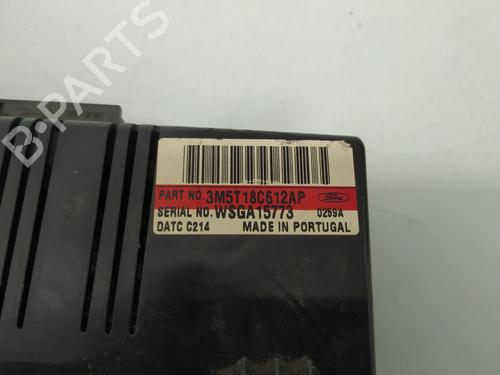 B-PARTS
PART NO. 3M5T18C612AP
Ford
SERIAL NO. WSGA15773 0259A
DATC C214 MADE IN PORTUGAL